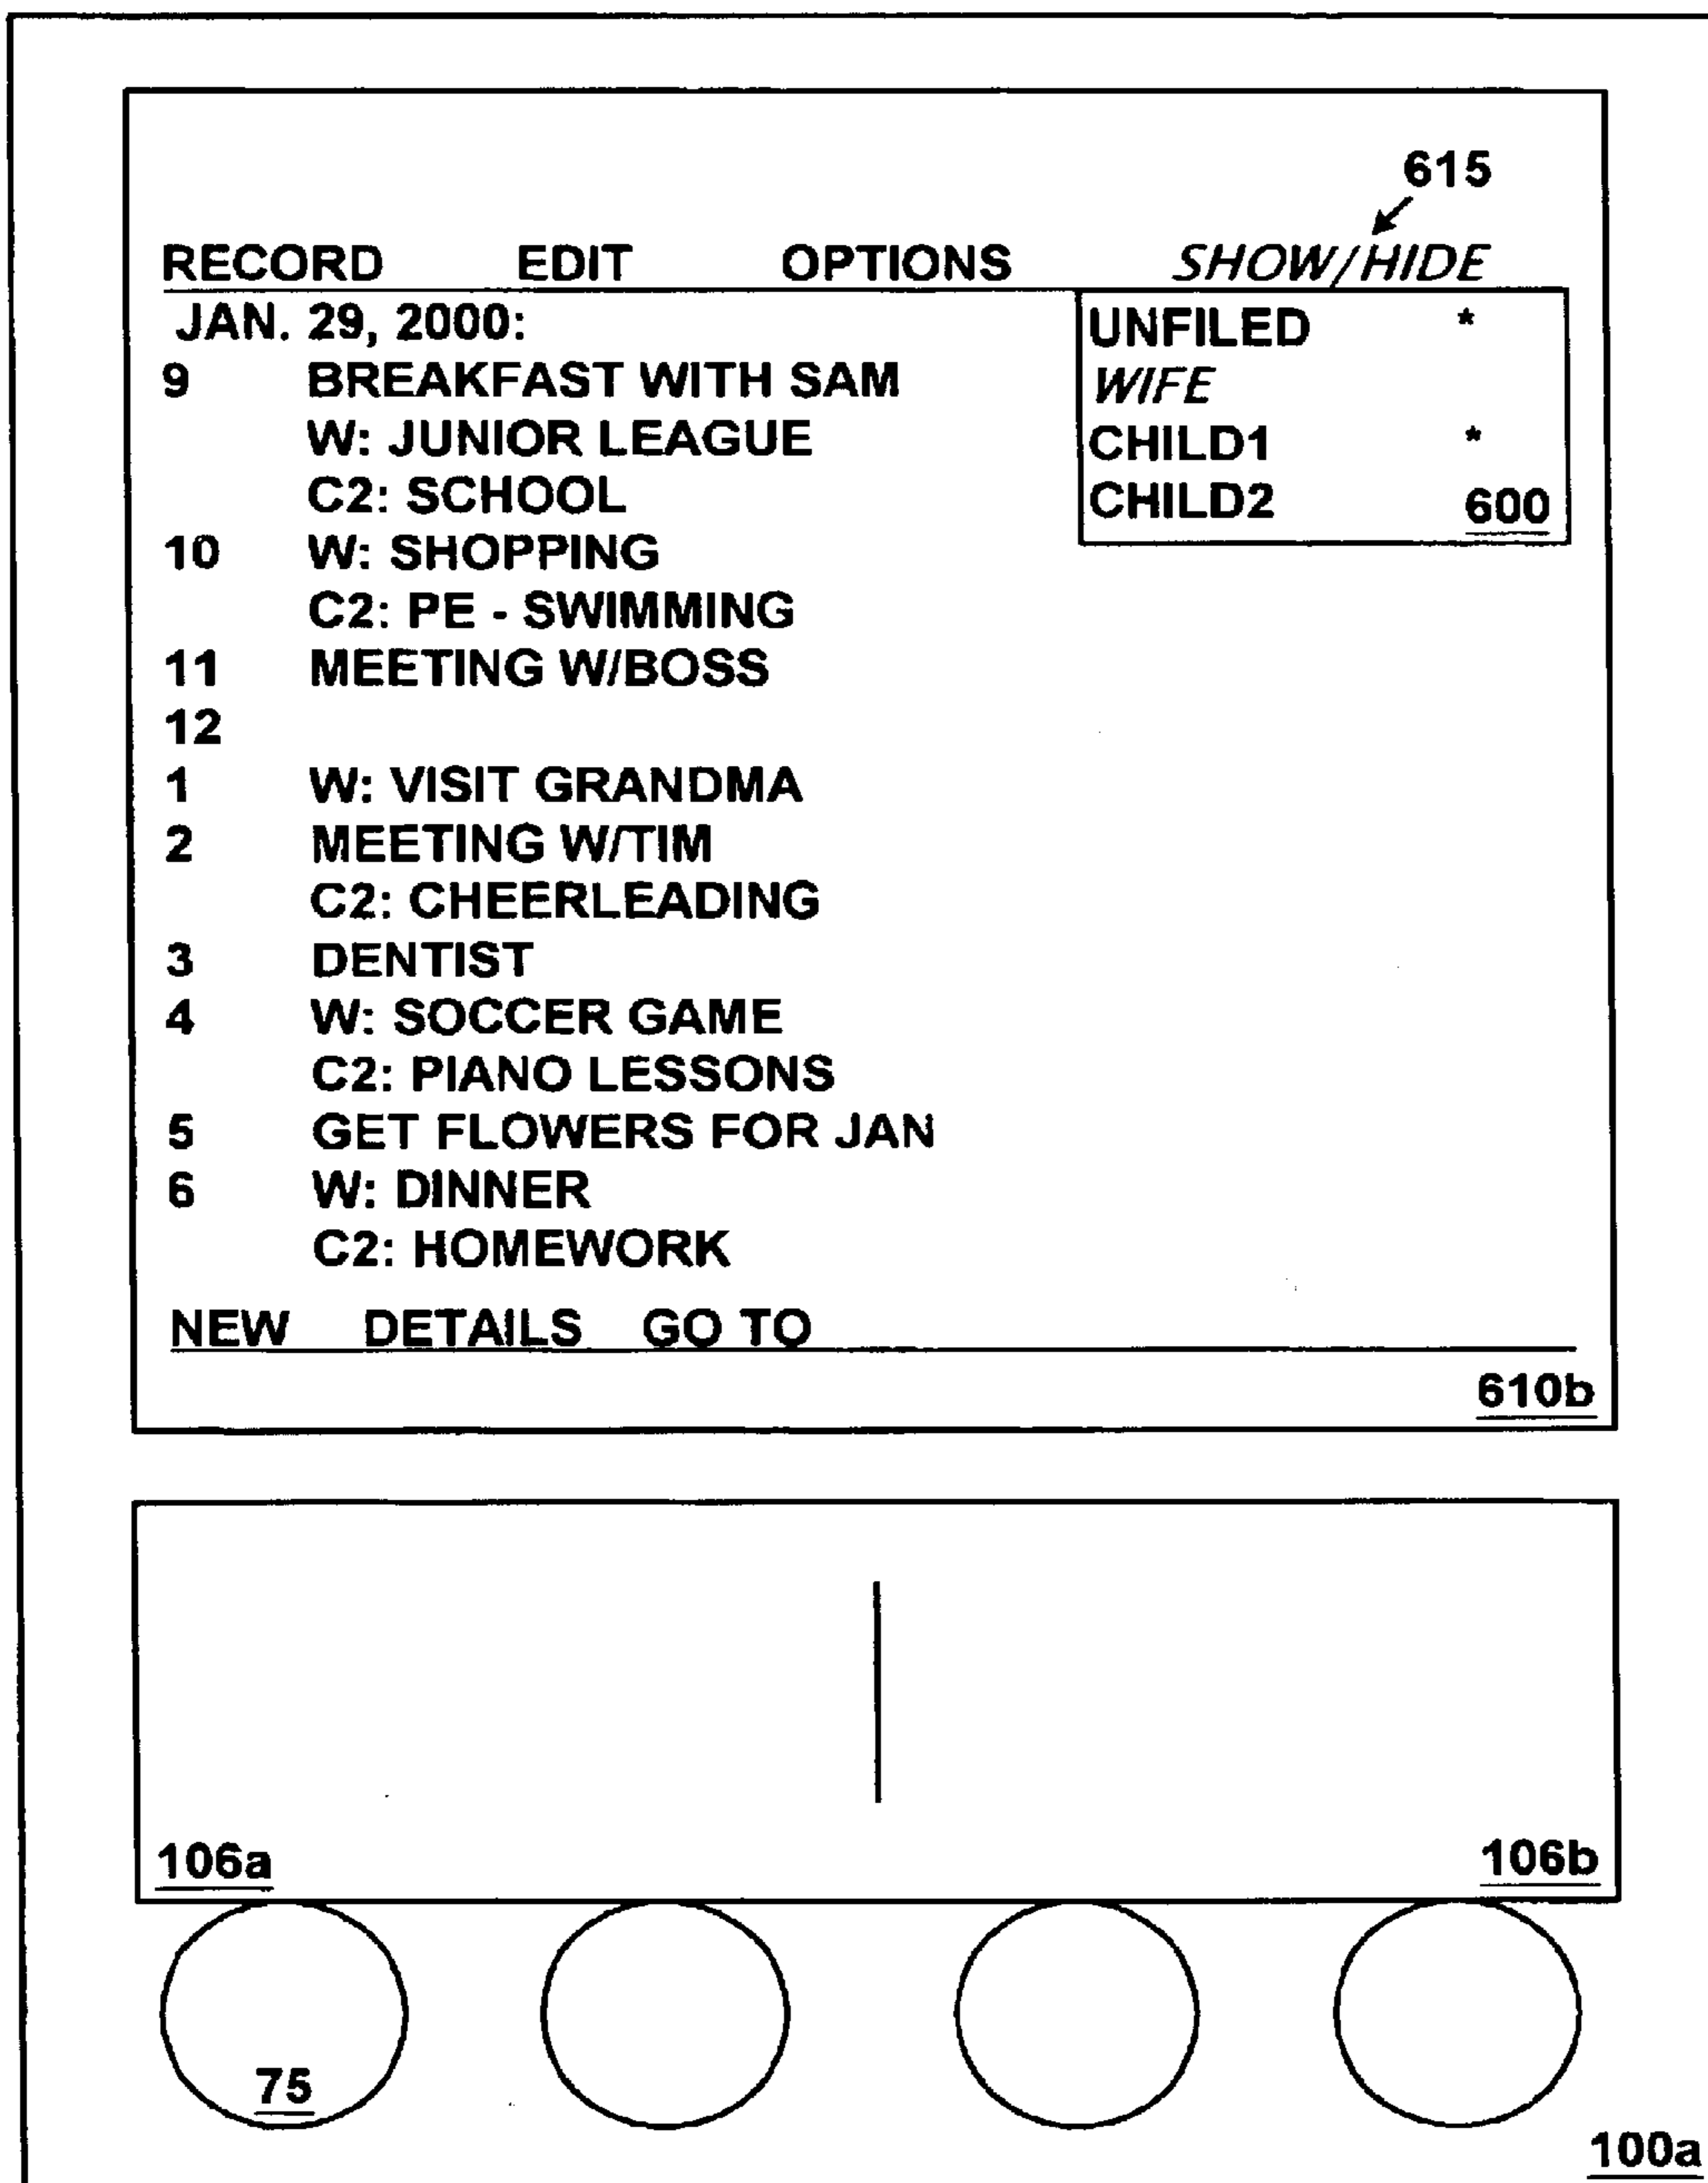 615
RECORD EDIT OPTIONS SHOW/HIDE
JAN. 29, 2000:
9 BREAKFAST WITH SAM
W: JUNIOR LEAGUE
C2: SCHOOL
10 W: SHOPPING
C2: PE - SWIMMING
11 MEETING W/BOSS
12
1 W: VISIT GRANDMA
2 MEETING W/TIM
C2: CHEERLEADING
3 DENTIST
4 W: SOCCER GAME
C2: PIANO LESSONS
5 GET FLOWERS FOR JAN
6 W: DINNER
C2: HOMEWORK
UNFILED *
WIFE
CHILD1 *
CHILD2 600
NEW DETAILS GO TO
610b
106a 106b
75
100a